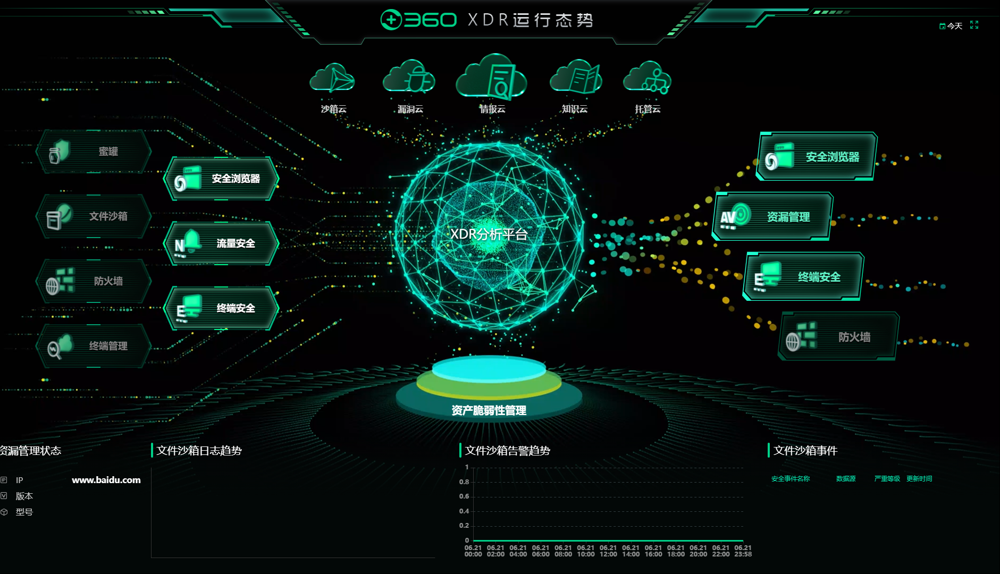 360 XDR运行态势
今天
沙箱云
漏洞云
情报云
知识云
托管云
蜜罐
文件沙箱
防火墙
终端管理
安全浏览器
N 流量安全
E 终端安全
XDR分析平台
安全浏览器
AV 资漏管理
E 终端安全
防火墙
资产脆弱性管理
资漏管理状态
IP IP www.baidu.com
V 版本
型号
文件沙箱日志趋势
文件沙箱告警趋势
1
0.8
0.6
0.4
0.2
0
06.21 06.21 06.21 06.21 06.21 06.21 06.21 06.21 06.21 06.21 06.21 06.21 06.21
00:00 02:00 04:00 06:00 08:00 10:00 12:00 14:00 16:00 18:00 20:00 22:00 23:58
文件沙箱事件
安全事件名称 数据源 严重等级 更新时间